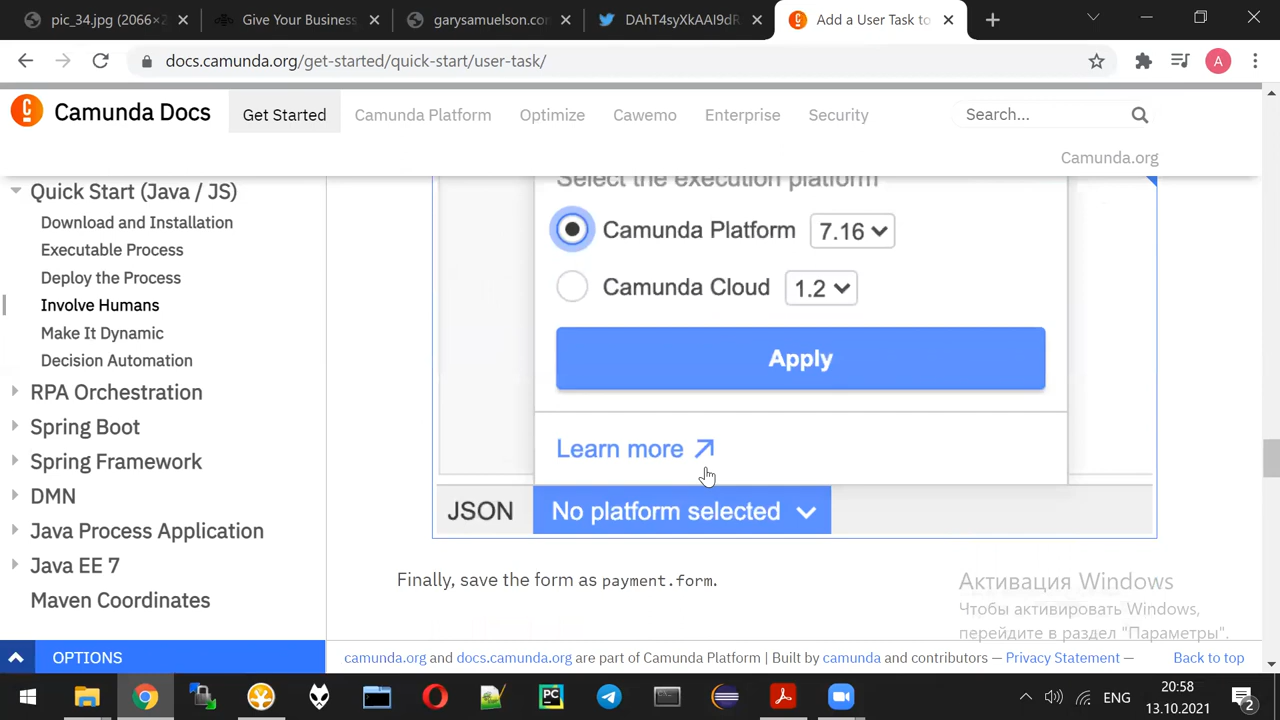 pic_34.jpg (2066×2
Give Your Business
garysamuelson.co
DAhT4syXkAAI9dR
Add a User Task to
docs.camunda.org/get-started/quick-start/user-task/
A
Camunda Docs
Get Started
Camunda Platform
Optimize
Cawemo
Enterprise
Security
Search...
Camunda.org
Quick Start (Java / JS)
Download and Installation
Executable Process
Deploy the Process
Involve Humans
Make It Dynamic
Decision Automation
RPA Orchestration
Spring Boot
Spring Framework
DMN
Java Process Application
Java EE 7
Maven Coordinates
OPTIONS
Select the execution platform
Camunda Platform 7.16
Camunda Cloud 1.2
Apply
Learn more
JSON No platform selected
Finally, save the form as payment.form.
Активация Windows
Чтобы активировать Windows,
перейдите в раздел "Параметры".
camunda.org and docs.camunda.org are part of Camunda Platform | Built by camunda and contributors — Privacy Statement —
Back to top
PC
ENG
20:58
13.10.2021
2